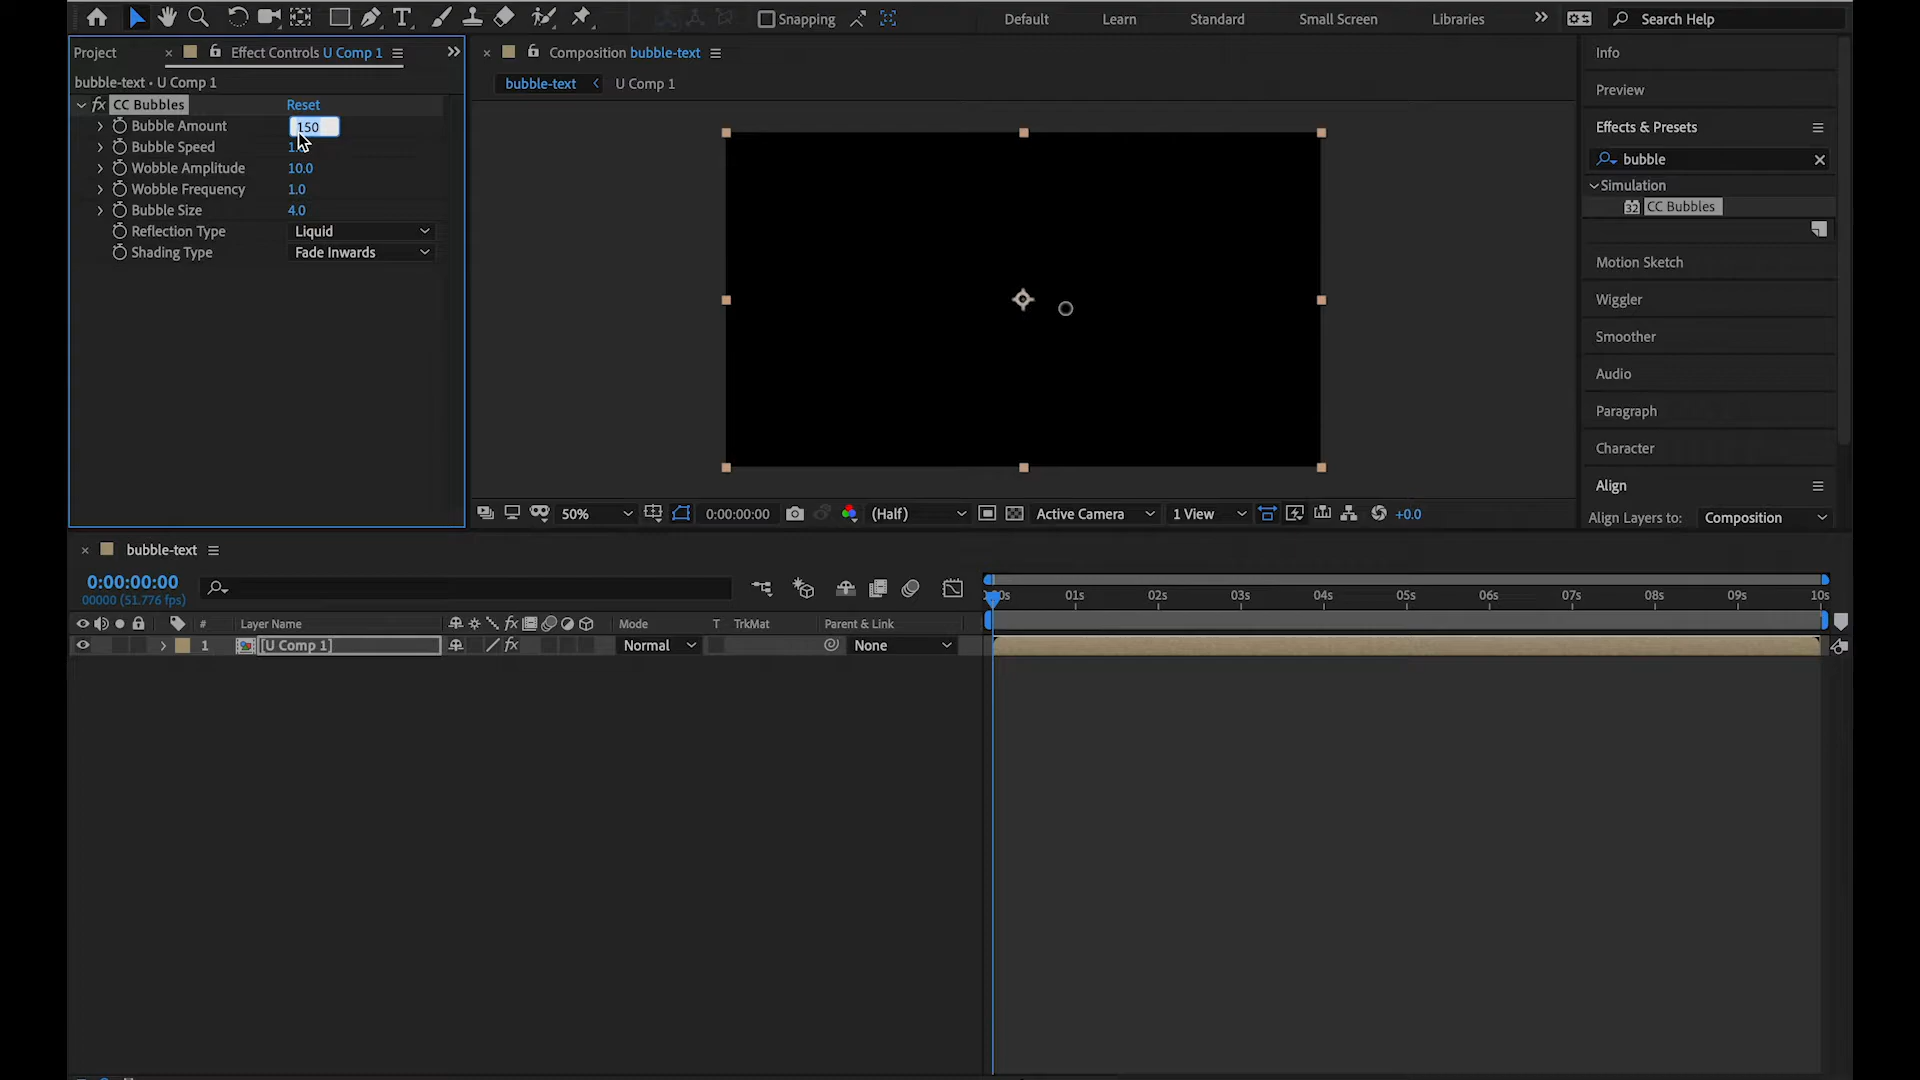 Snapping
Default
Learn
Standard
Small Screen
Libraries
Search Help
Project
Effect Controls U Comp 1
Composition bubble-text
Info
bubble-text • U Comp 1
bubble-text
U Comp 1
Preview
fx CC Bubbles
Reset
Bubble Amount
150
Effects & Presets
Bubble Speed
Wobble Amplitude
10.0
bubble
Wobble Frequency
1.0
Simulation
Bubble Size
4.0
32 CC Bubbles
Reflection Type
Liquid
Shading Type
Fade Inwards
Motion Sketch
Wiggler
Smoother
Audio
Paragraph
Character
Align
50%
0:00:00:00
(Half)
Active Camera
1 View
+0.0
Align Layers to:
Composition
bubble-text
0:00:00:00
00000 (51.776 fps)
00s
01s
02s
03s
04s
05s
06s
07s
08s
09s
10s
#
Layer Name
fx
Mode
T
TrkMat
Parent & Link
1
[U Comp 1]
fx
Normal
None